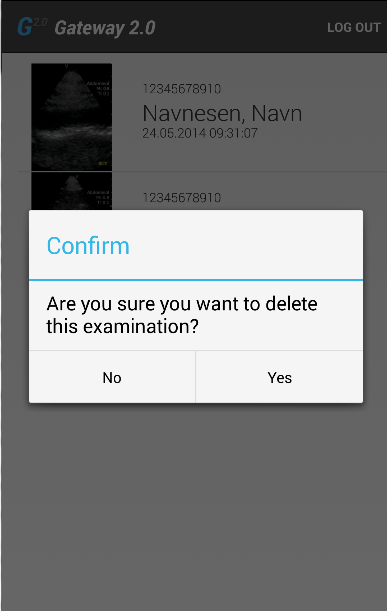 G2.0 Gateway 2.0
LOG OUT
12345678910
Navnesen, Navn
24.05.2014 09:31:07
12345678910
Confirm
Are you sure you want to delete
this examination?
No
Yes